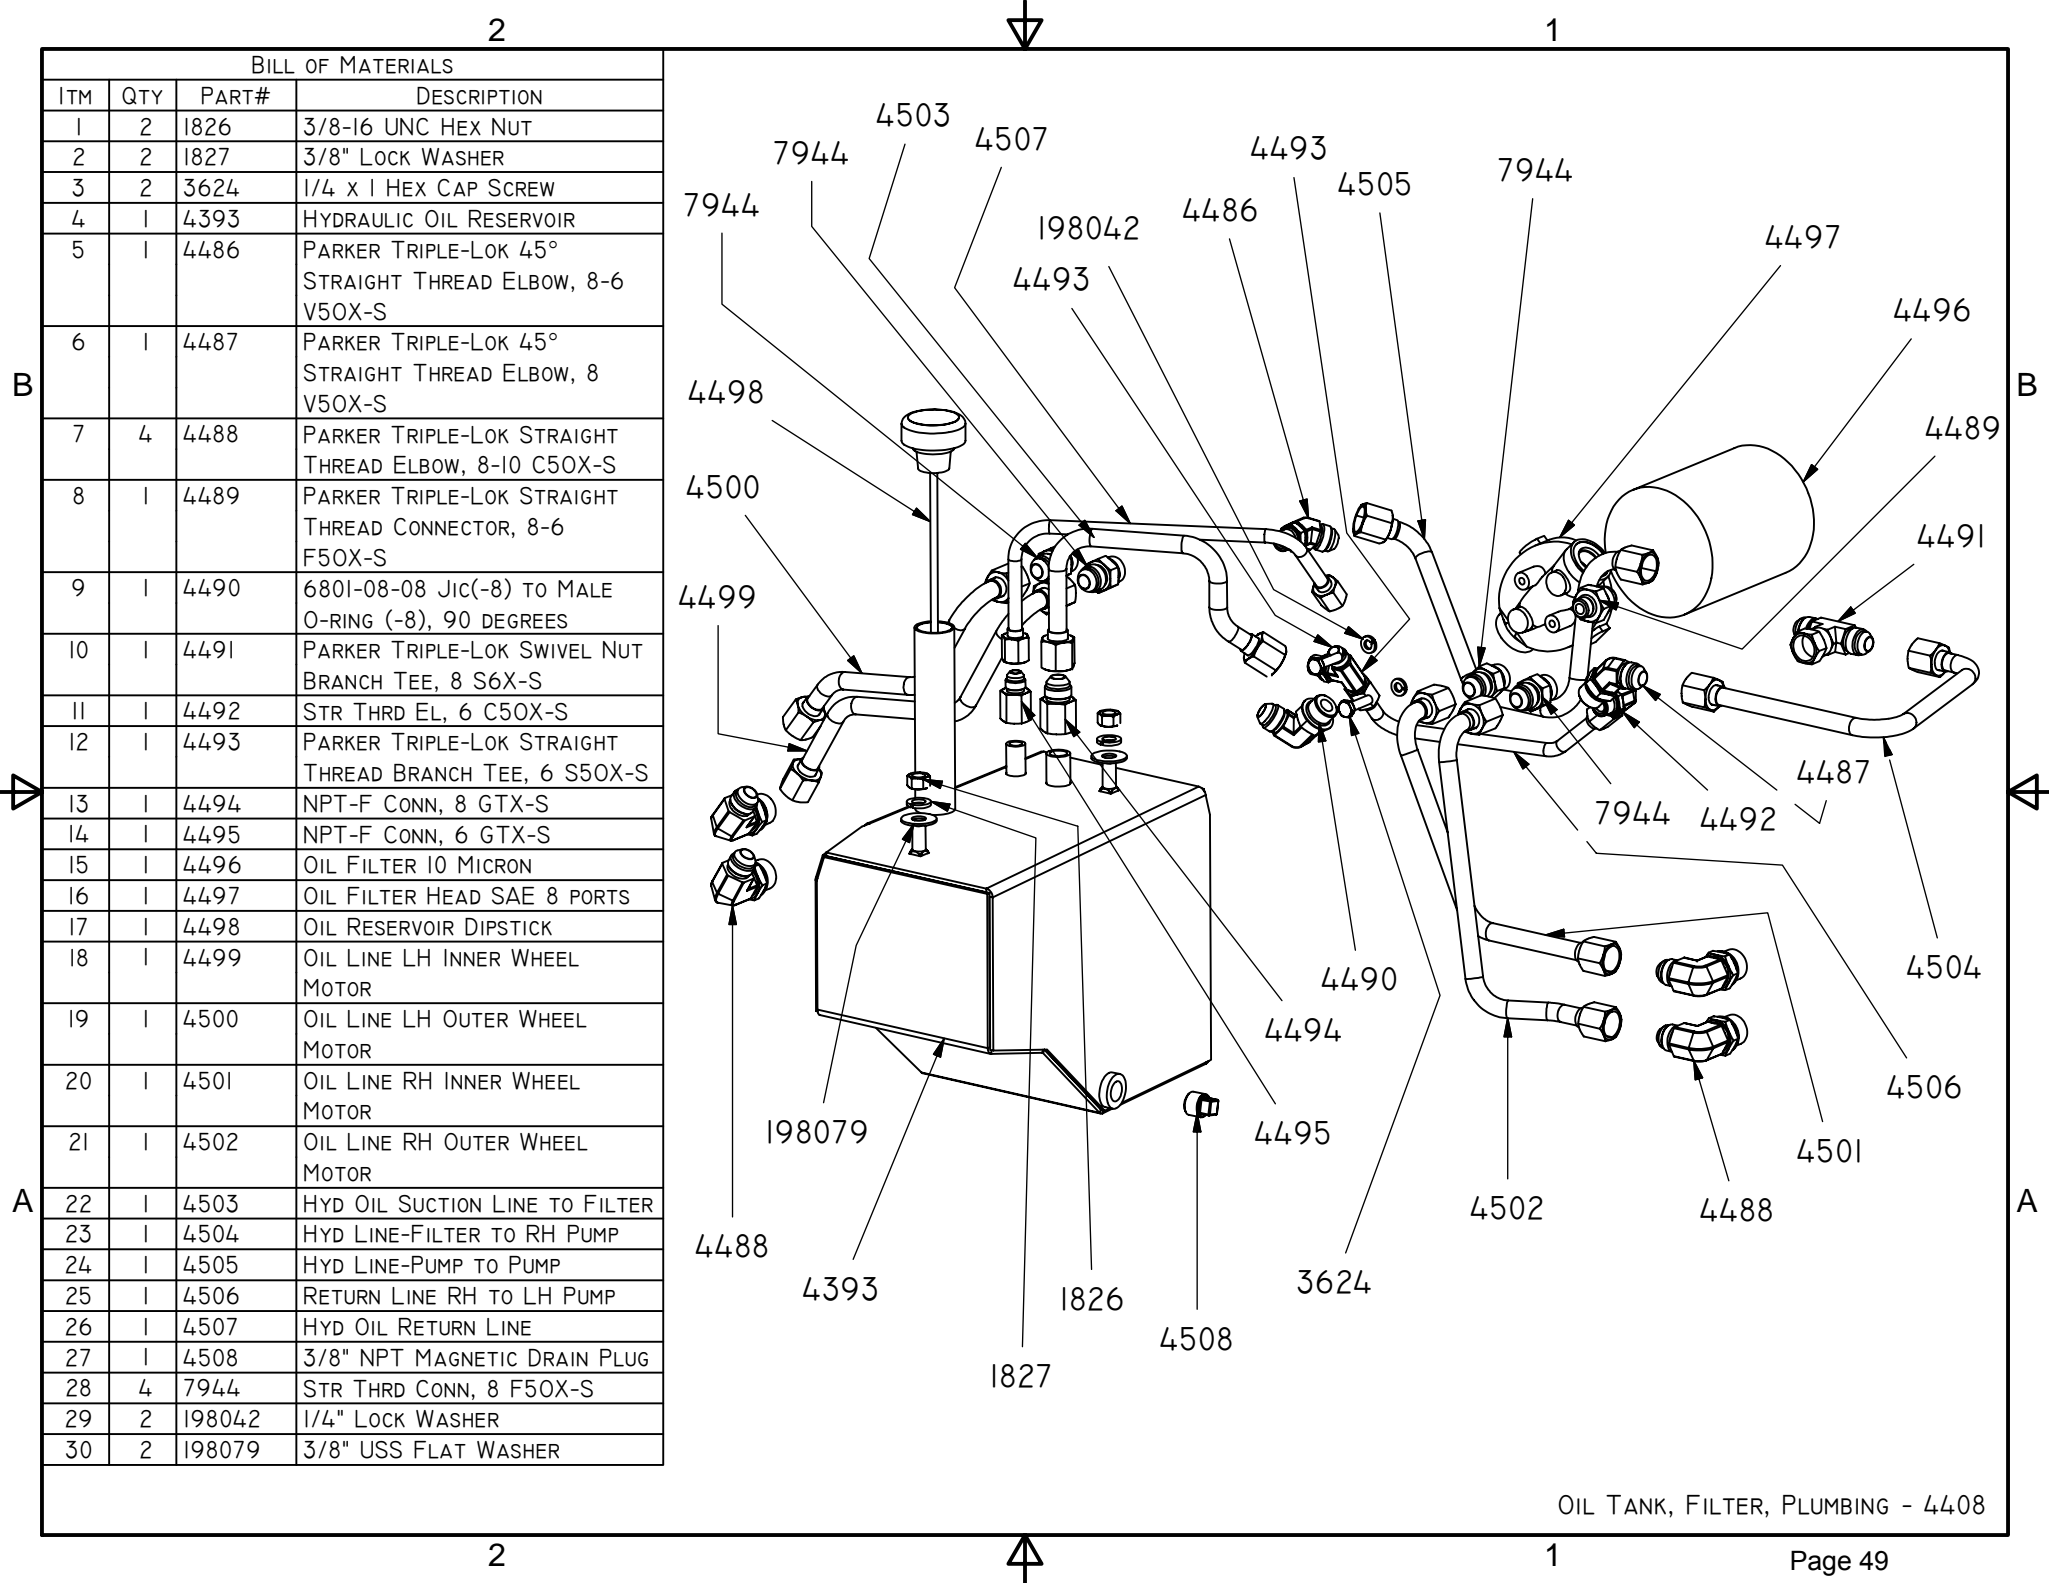 2
1
BILL OF MATERIALS
ITM QTY PART# DESCRIPTION
1 2 1826 3/8-16 UNC HEX NUT
2 2 1827 3/8" LOCK WASHER
3 2 3624 1/4 X 1 HEX CAP SCREW
4 1 4393 HYDRAULIC OIL RESERVOIR
5 1 4486 PARKER TRIPLE-LOK 45°
STRAIGHT THREAD ELBOW, 8-6
V5OX-S
6 1 4487 PARKER TRIPLE-LOK 45°
STRAIGHT THREAD ELBOW, 8
V5OX-S
7 4 4488 PARKER TRIPLE-LOK STRAIGHT
THREAD ELBOW, 8-10 C5OX-S
8 1 4489 PARKER TRIPLE-LOK STRAIGHT
THREAD CONNECTOR, 8-6
F5OX-S
9 1 4490 6801-08-08 JIC(-8) TO MALE
O-RING (-8), 90 DEGREES
10 1 4491 PARKER TRIPLE-LOK SWIVEL NUT
BRANCH TEE, 8 S6X-S
11 1 4492 STR THRD EL, 6 C5OX-S
12 1 4493 PARKER TRIPLE-LOK STRAIGHT
THREAD BRANCH TEE, 6 S5OX-S
13 1 4494 NPT-F CONN, 8 GTX-S
14 1 4495 NPT-F CONN, 6 GTX-S
15 1 4496 OIL FILTER 10 MICRON
16 1 4497 OIL FILTER HEAD SAE 8 PORTS
17 1 4498 OIL RESERVOIR DIPSTICK
18 1 4499 OIL LINE LH INNER WHEEL
MOTOR
19 1 4500 OIL LINE LH OUTER WHEEL
MOTOR
20 1 4501 OIL LINE RH INNER WHEEL
MOTOR
21 1 4502 OIL LINE RH OUTER WHEEL
MOTOR
22 1 4503 HYD OIL SUCTION LINE TO FILTER
23 1 4504 HYD LINE-FILTER TO RH PUMP
24 1 4505 HYD LINE-PUMP TO PUMP
25 1 4506 RETURN LINE RH TO LH PUMP
26 1 4507 HYD OIL RETURN LINE
27 1 4508 3/8" NPT MAGNETIC DRAIN PLUG
28 4 7944 STR THRD CONN, 8 F5OX-S
29 2 198042 1/4" LOCK WASHER
30 2 198079 3/8" USS FLAT WASHER
4503
4507
7944
4493
4505
7944
7944
4486
198042
4497
4493
4496
B
B
4498
4489
4500
4491
4499
4487
7944
4492
4490
4504
4494
4506
198079
4495
4501
4502
4488
A
A
4488
4393
3624
1826
4508
1827
OIL TANK, FILTER, PLUMBING - 4408
2
1
Page 49